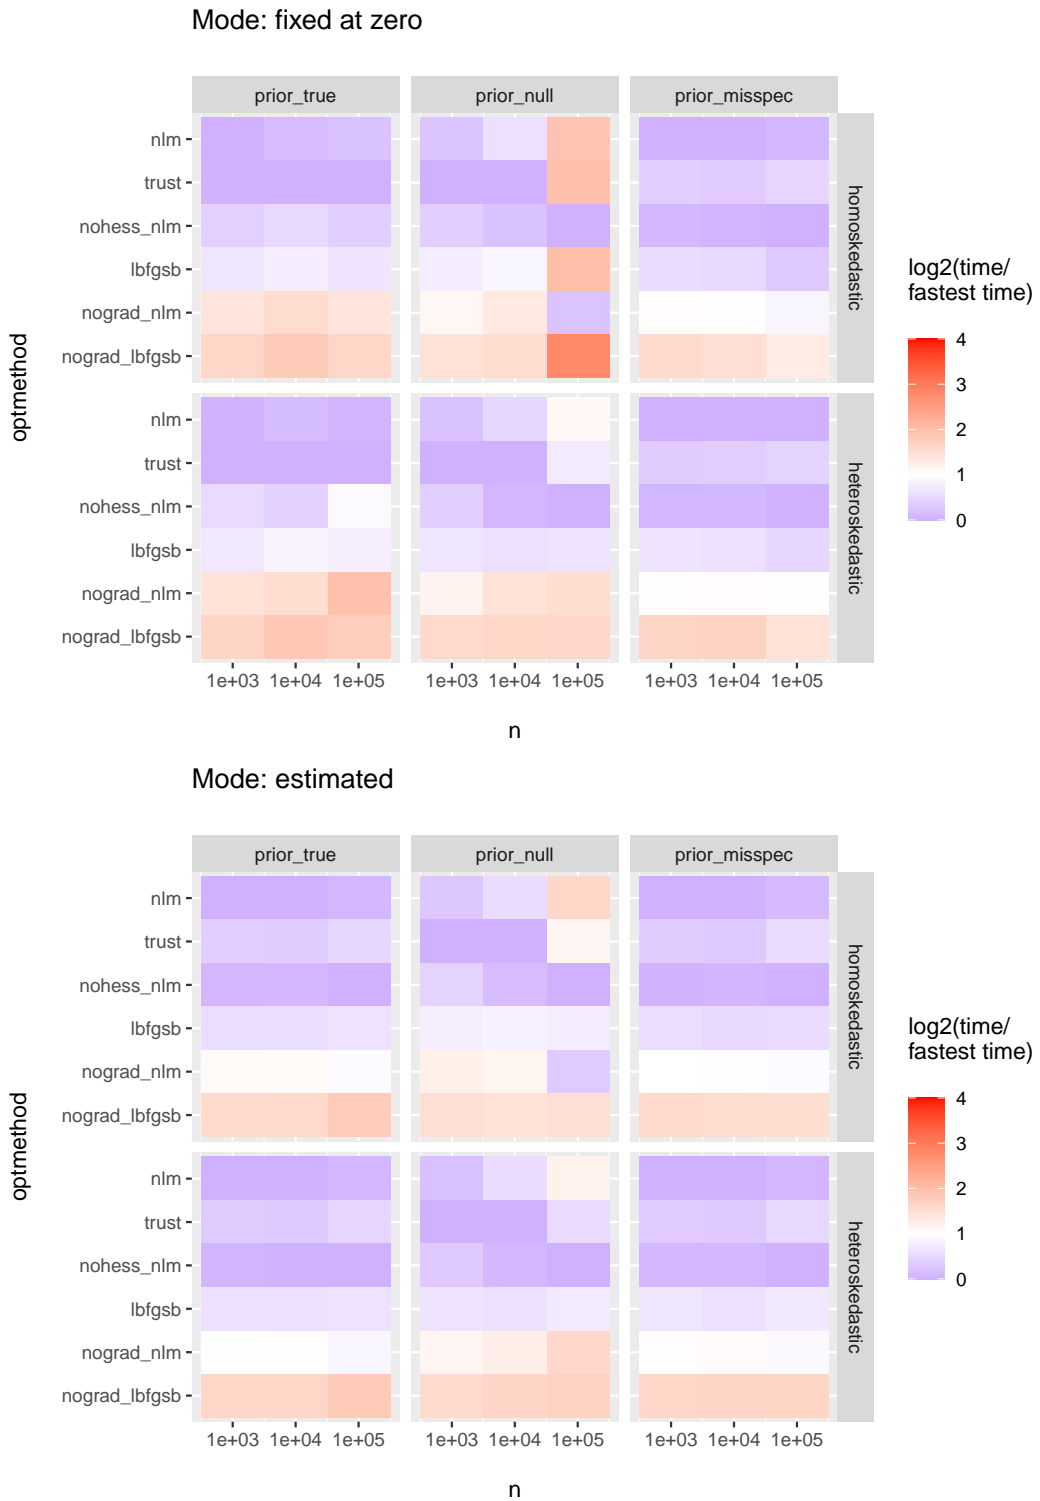 Mode: fixed at zero
prior_true prior_null prior_misspec
nlm
trust
nohess_nlm
lbfgsb
nograd_nlm
nograd_lbfgsb
homoskedastic
nlm
trust
nohess_nlm
lbfgsb
nograd_nlm
nograd_lbfgsb
heteroskedastic
1e+03 1e+04 1e+05 1e+03 1e+04 1e+05 1e+03 1e+04 1e+05
n
optmethod
log2(time/
fastest time)
4
3
2
1
0
Mode: estimated
prior_true prior_null prior_misspec
nlm
trust
nohess_nlm
lbfgsb
nograd_nlm
nograd_lbfgsb
homoskedastic
nlm
trust
nohess_nlm
lbfgsb
nograd_nlm
nograd_lbfgsb
heteroskedastic
1e+03 1e+04 1e+05 1e+03 1e+04 1e+05 1e+03 1e+04 1e+05
n
optmethod
log2(time/
fastest time)
4
3
2
1
0